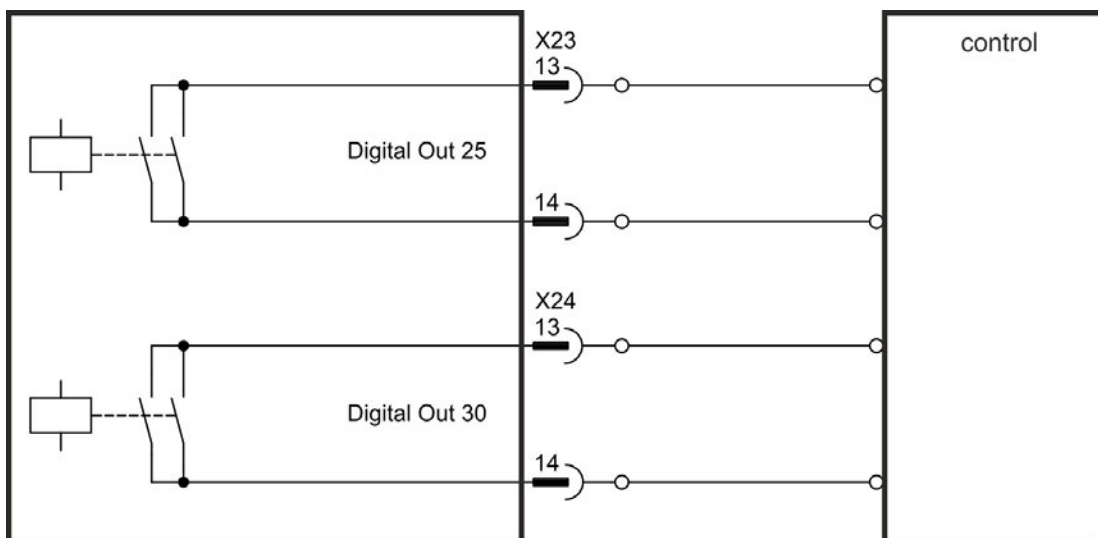 X23
control
13
Digital Out 25
14
X24
13
Digital Out 30
14